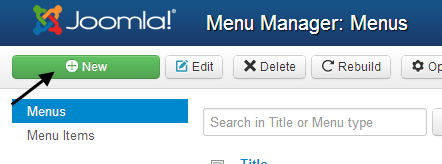 Joomla!® Menu Manager: Menus
New Edit Delete Rebuild
Menus
Menu Items
Search in Title or Menu type
Title